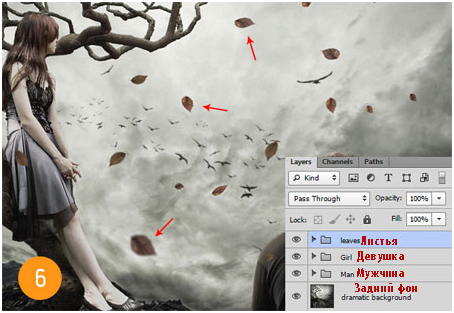 6
Layers Channels Paths
Kind
Pass Through Opacity: 100%
Lock: Fill: 100%
leaves Листья
Girl Девушка
Man Мужчина
Задний фон
dramatic background